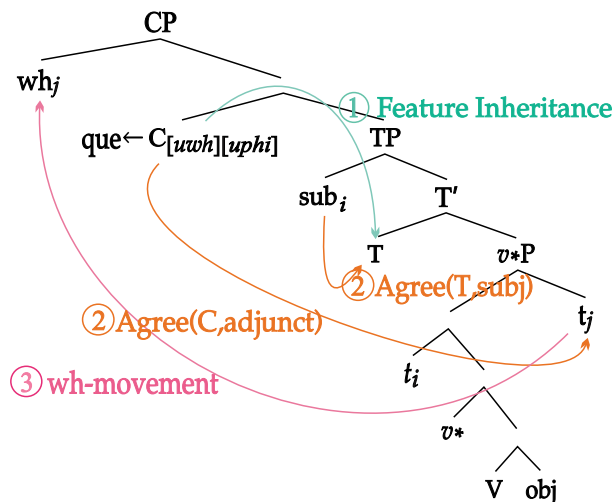 CP
whj
① Feature Inheritance
que← C[uwh][uphi]
TP
subi
T′
T
v*P
② Agree(T,subj)
② Agree(C,adjunct)
tj
ti
③ wh-movement
v*
V obj